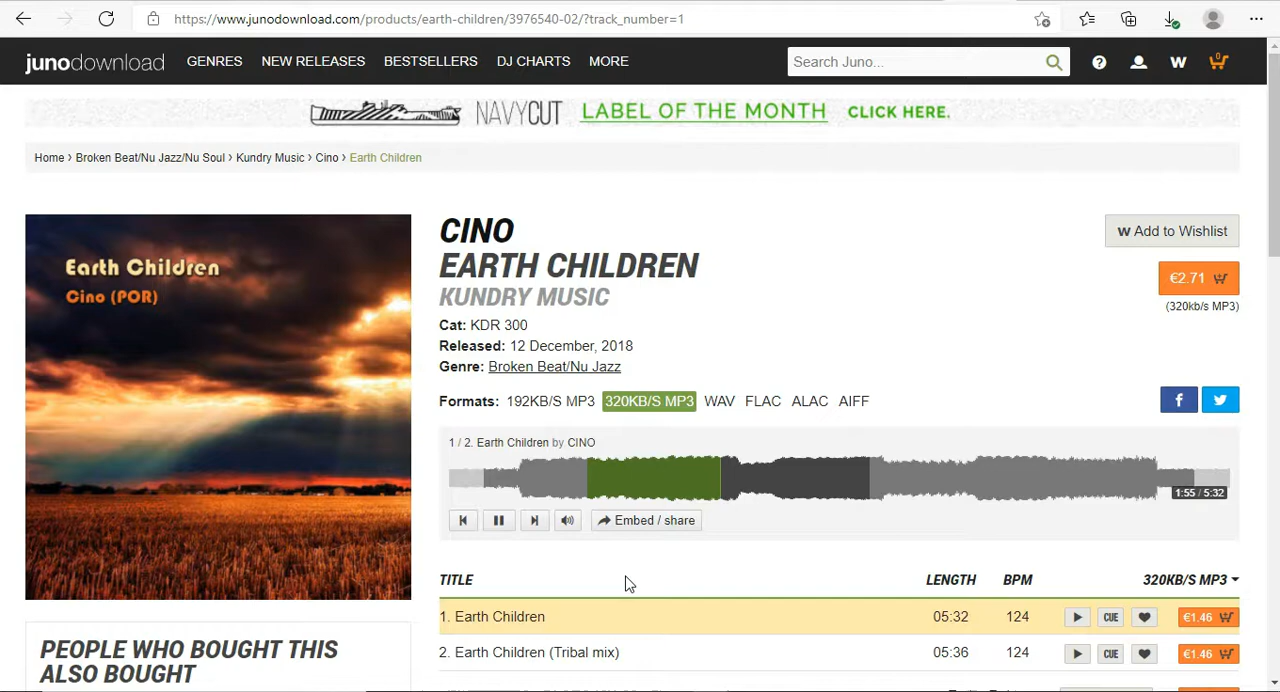 https://www.junodownload.com/products/earth-children/3976540-02/?track_number=1
junodownload GENRES NEW RELEASES BESTSELLERS DJ CHARTS MORE Search Juno... ? W 0
NAVYCUT LABEL OF THE MONTH CLICK HERE.
Home › Broken Beat/Nu Jazz/Nu Soul › Kundry Music › Cino › Earth Children
Earth Children
Cino (POR)
CINO
EARTH CHILDREN
KUNDRY MUSIC
W Add to Wishlist
€2.71
(320kb/s MP3)
Cat: KDR 300
Released: 12 December, 2018
Genre: Broken Beat/Nu Jazz
Formats: 192KB/S MP3 320KB/S MP3 WAV FLAC ALAC AIFF
1 / 2. Earth Children by CINO
1:55 / 5:32
Embed / share
TITLE LENGTH BPM 320KB/S MP3
1. Earth Children 05:32 124 CUE €1.46
2. Earth Children (Tribal mix) 05:36 124 CUE €1.46
PEOPLE WHO BOUGHT THIS
ALSO BOUGHT